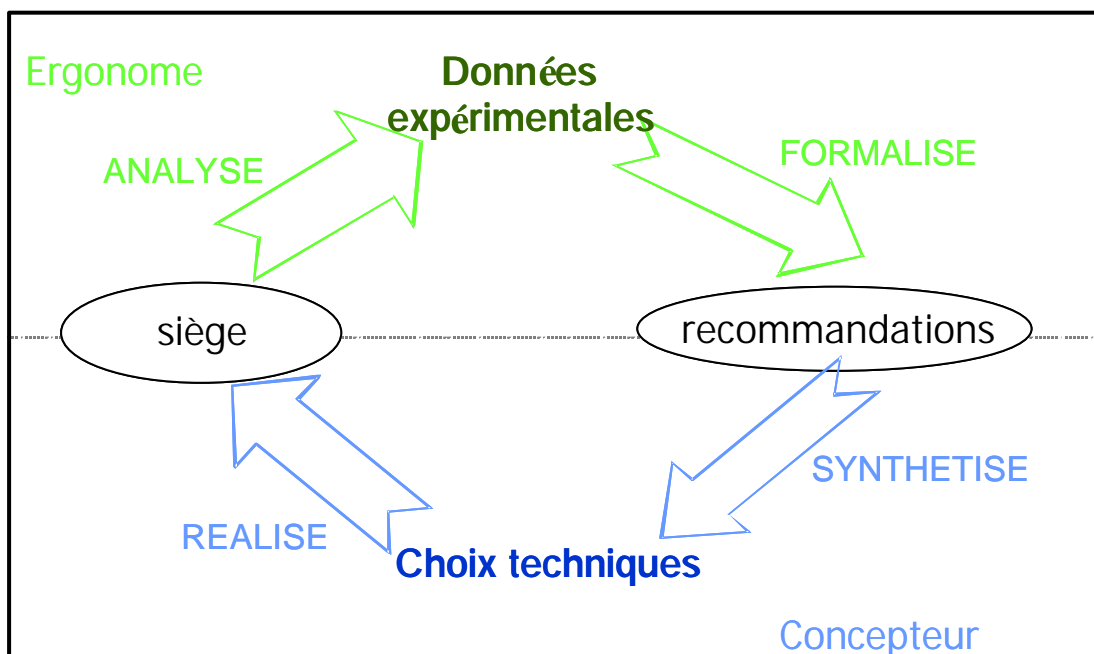 Ergonome
Données
expérimentales
ANALYSE
FORMALISE
siège
recommandations
SYNTHETISE
REALISE
Choix techniques
Concepteur